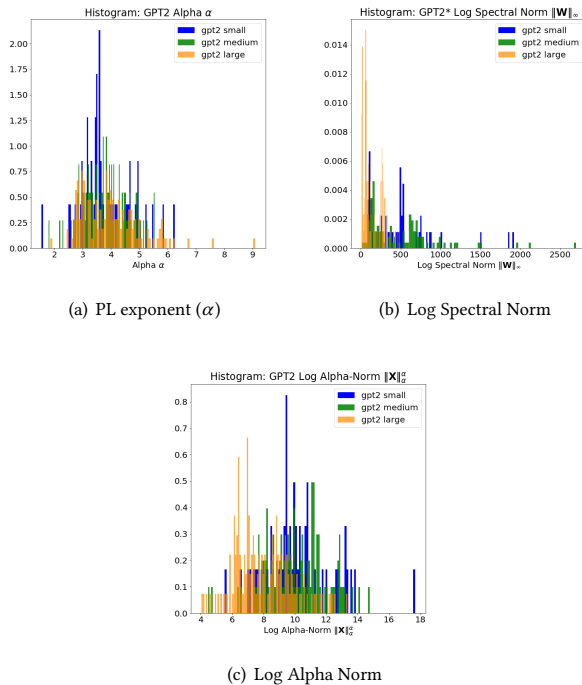 Histogram: GPT2 Alpha α
2.00
1.75
1.50
1.25
1.00
0.75
0.50
0.25
0.00
gpt2 small
gpt2 medium
gpt2 large
2 3 4 5 6 7 8 9
Alpha α
(a) PL exponent (α)
Histogram: GPT2* Log Spectral Norm ‖W‖∞
0.014
0.012
0.010
0.008
0.006
0.004
0.002
0.000
gpt2 small
gpt2 medium
gpt2 large
0 500 1000 1500 2000 2500
Log Spectral Norm ‖W‖∞
(b) Log Spectral Norm
Histogram: GPT2 Log Alpha-Norm ‖X‖αα
0.8
0.7
0.6
0.5
0.4
0.3
0.2
0.1
0.0
gpt2 small
gpt2 medium
gpt2 large
4 6 8 10 12 14 16 18
Log Alpha-Norm ‖X‖αα
(c) Log Alpha Norm